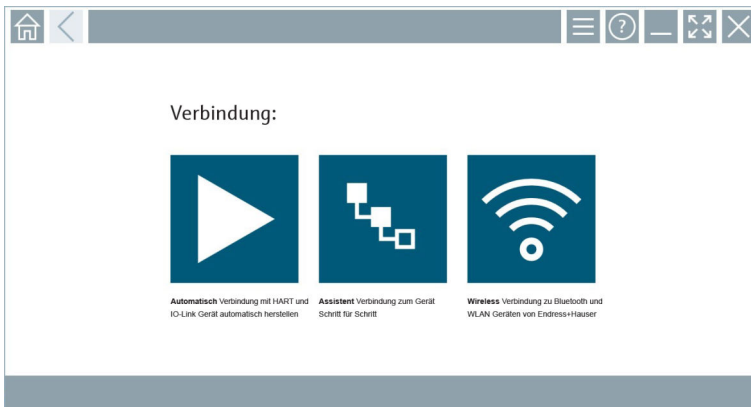 Verbindung:
Automatisch Verbindung mit HART und
IO-Link Gerät automatisch herstellen
Assistent Verbindung zum Gerät
Schritt für Schritt
Wireless Verbindung zu Bluetooth und
WLAN Geräten von Endress+Hauser